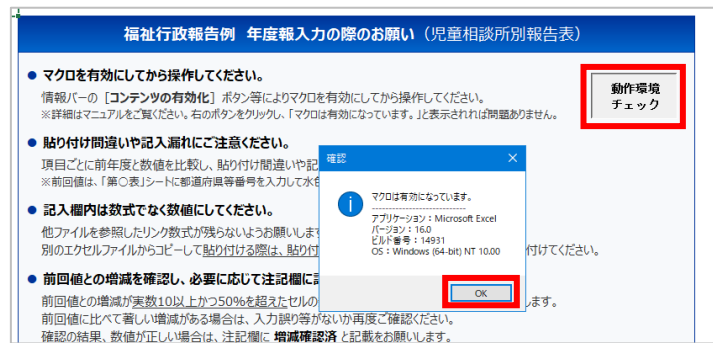 福祉行政報告例 年度報入力の際のお願い（児童相談所別報告表）
● マクロを有効にしてから操作してください。
情報バーの［コンテンツの有効化］ボタン等によりマクロを有効にしてから操作してください。
※詳細はマニュアルをご覧ください。右のボタンをクリックし、「マクロは有効になっています。」と表示されれば問題ありません。
動作環境
チェック
● 貼り付け間違いや記入漏れにご注意ください。
項目ごとに前年度と数値を比較し、貼り付け間違いや記
※前回値は、「第○表」シートに都道府県等番号を入力して水
● 記入欄内は数式でなく数値にしてください。
他ファイルを参照したリンク数式が残らないようお願いします
別のエクセルファイルからコピーして貼り付ける際は、貼り付
付けてください。
● 前回値との増減を確認し、必要に応じて注記欄に
前回値との増減が実数10以上かつ50%を超えたセルの
します。
前回値に比べて著しい増減がある場合は、入力誤り等がないか再度ご確認ください。
確認の結果、数値が正しい場合は、注記欄に 増減確認済 と記載をお願いします。
確認
マクロは有効になっています。
------------------------
アプリケーション：Microsoft Excel
バージョン：16.0
ビルド番号：14931
OS：Windows (64-bit) NT 10.00
OK